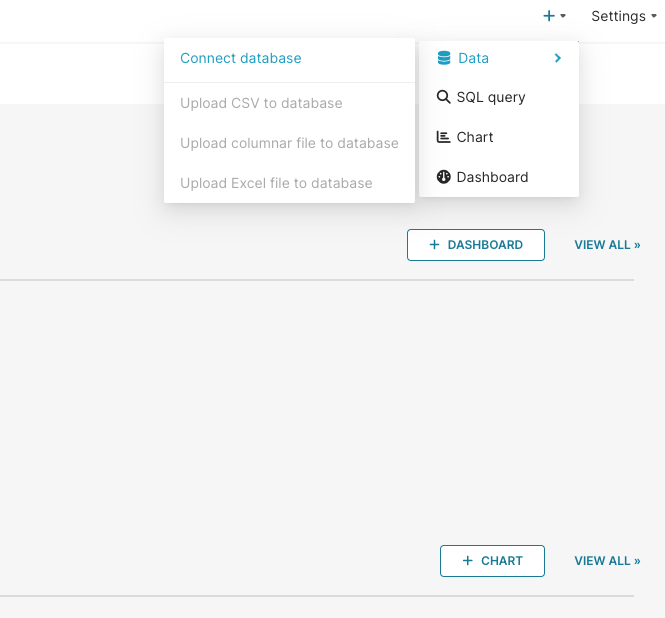 Settings
Connect database
Upload CSV to database
Upload columnar file to database
Upload Excel file to database
Data
SQL query
Chart
Dashboard
+ DASHBOARD
VIEW ALL »
+ CHART
VIEW ALL »